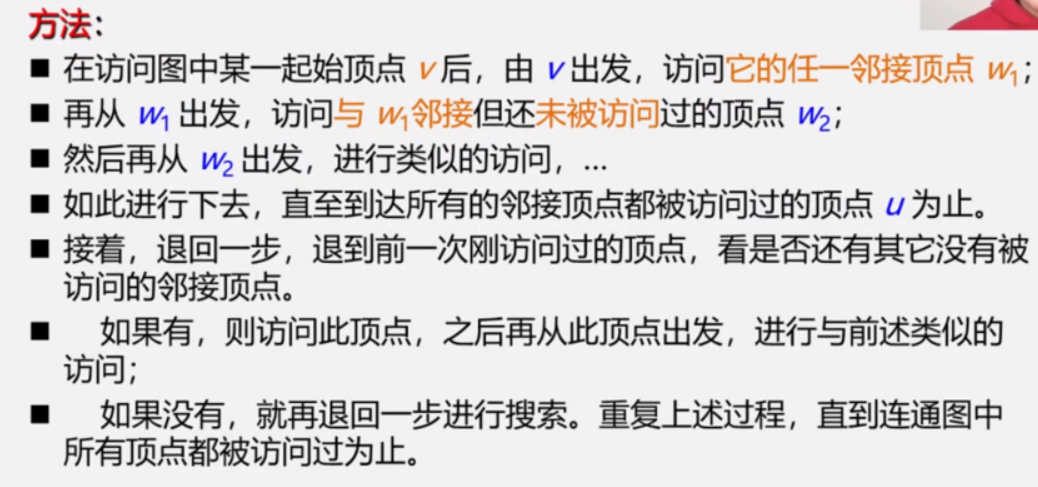 方法：
■ 在访问图中某一起始顶点 v 后，由 v 出发，访问它的任一邻接顶点 w₁；
■ 再从 w₁ 出发，访问与 w₁邻接但还未被访问过的顶点 w₂；
■ 然后再从 w₂ 出发，进行类似的访问，...
■ 如此进行下去，直至到达所有的邻接顶点都被访问过的顶点 u 为止。
■ 接着，退回一步，退到前一次刚访问过的顶点，看是否还有其它没有被
访问的邻接顶点。
■ 如果有，则访问此顶点，之后再从此顶点出发，进行与前述类似的
访问；
■ 如果没有，就再退回一步进行搜索。重复上述过程，直到连通图中
所有顶点都被访问过为止。